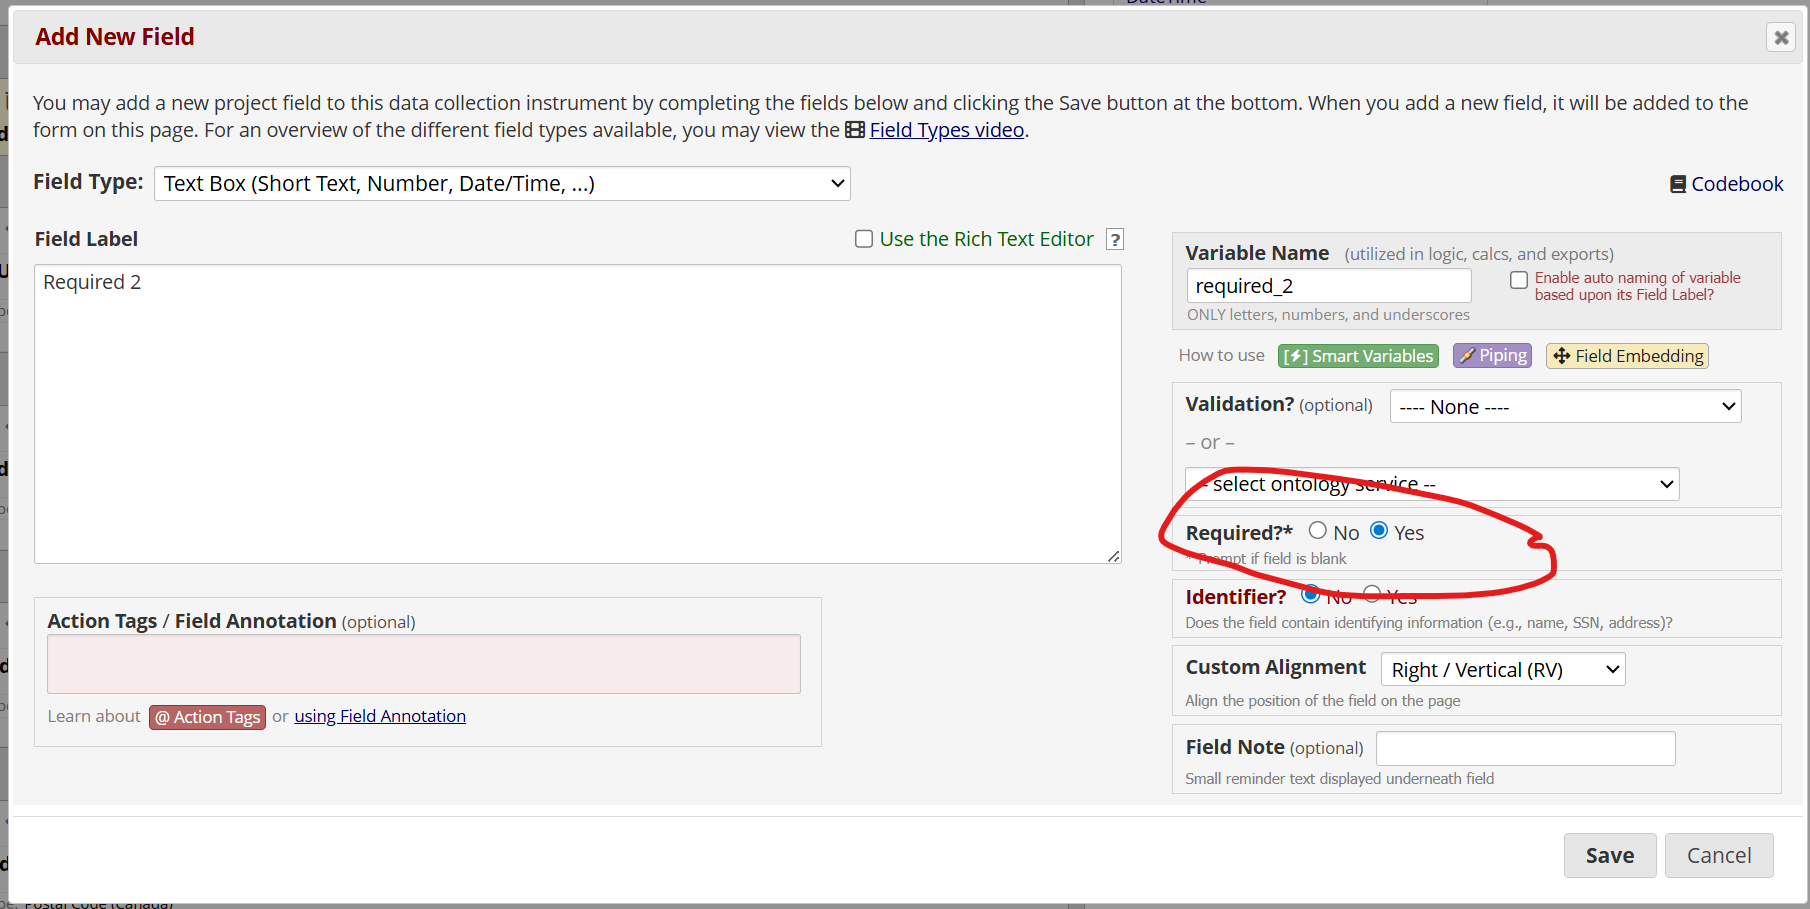 DateTime
Add New Field
You may add a new project field to this data collection instrument by completing the fields below and clicking the Save button at the bottom. When you add a new field, it will be added to the
form on this page. For an overview of the different field types available, you may view the Field Types video.
Field Type: Text Box (Short Text, Number, Date/Time, ...)
Codebook
Field Label
Use the Rich Text Editor ?
Required 2
Variable Name (utilized in logic, calcs, and exports)
required_2
Enable auto naming of variable
based upon its Field Label?
ONLY letters, numbers, and underscores
How to use [⚡] Smart Variables Piping Field Embedding
Validation? (optional) ---- None ----
– or –
-- select ontology service --
Required?* No Yes
* Prompt if field is blank
Identifier? No Yes
Does the field contain identifying information (e.g., name, SSN, address)?
Custom Alignment Right / Vertical (RV)
Align the position of the field on the page
Field Note (optional)
Small reminder text displayed underneath field
Action Tags / Field Annotation (optional)
Learn about @ Action Tags or using Field Annotation
Save Cancel
Postal Code (Canada)